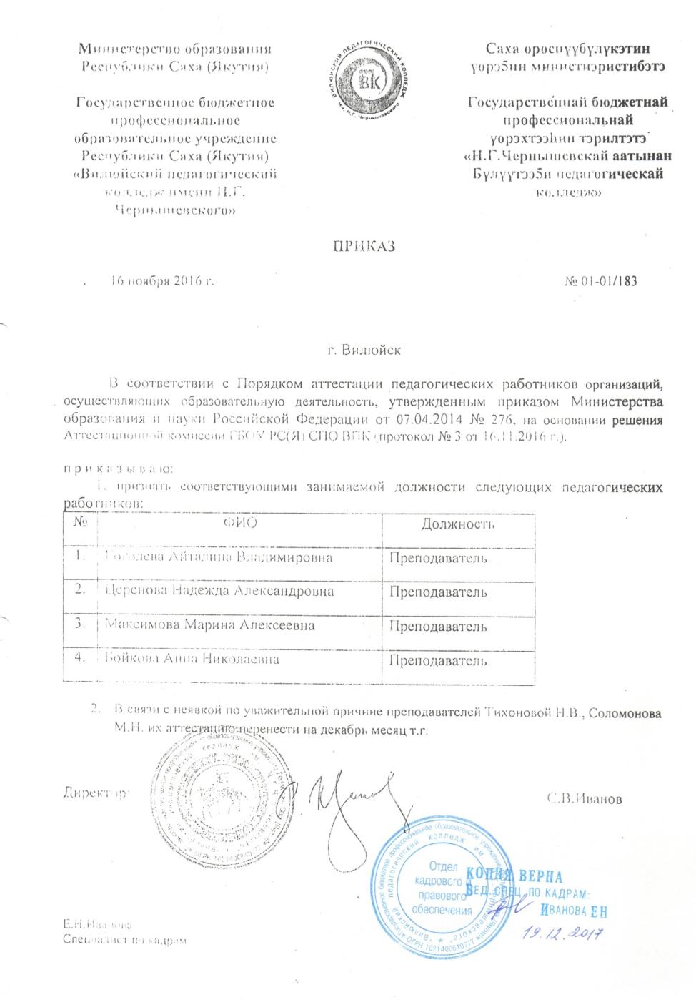 Министерство образования
Республики Саха (Якутия)
Государственное бюджетное
профессиональное
образовательное учреждение
Республики Саха (Якутия)
«Вилюйский педагогический
колледж имени Н.Г.
Чернышевского»
ВИЛЮЙСКИЙ ПЕДАГОГИЧЕСКИЙ КОЛЛЕДЖ
им. Н.Г. Чернышевского
ВК
Саха ороспүүбүлүкэтин
үөрэ5ин министиэристибэтэ
Государственнай бюджетнай
профессиональнай
үөрэхтээһин тэрилтэтэ
«Н.Г.Чернышевскай аатынан
Бүлүүтээ5и педагогическай
колледж»
ПРИКАЗ
16 ноября 2016 г.
№ 01-01/183
г. Вилюйск
В соответствии с Порядком аттестации педагогических работников организаций,
осуществляющих образовательную деятельность, утвержденным приказом Министерства
образования и науки Российской Федерации от 07.04.2014 № 276, на основании решения
Аттестационной комиссии ГБОУ РС(Я) СПО ВПК (протокол № 3 от 16.11.2016 г.).
п р и к а з ы в а ю:
1. признать соответствующими занимаемой должности следующих педагогических
работников:
№ ФИО Должность
1. Айталина Владимировна Преподаватель
2. Церенова Надежда Александровна Преподаватель
3. Максимова Марина Алексеевна Преподаватель
4. Бойкова Анна Николаевна Преподаватель
2. В связи с неявкой по уважительной причине преподавателей Тихоновой Н.В., Соломонова
М.Н. их аттестацию перенести на декабрь месяц т.г.
Директор:
С.В.Иванов
Отдел
кадрового и
правового
обеспечения
ОГРН 1021400640777
КОПИЯ ВЕРНА
ВЕД. СПЕЦ. ПО КАДРАМ:
ИВАНОВА ЕН
19.12.2017
Е.Н.Иванова
Специалист по кадрам